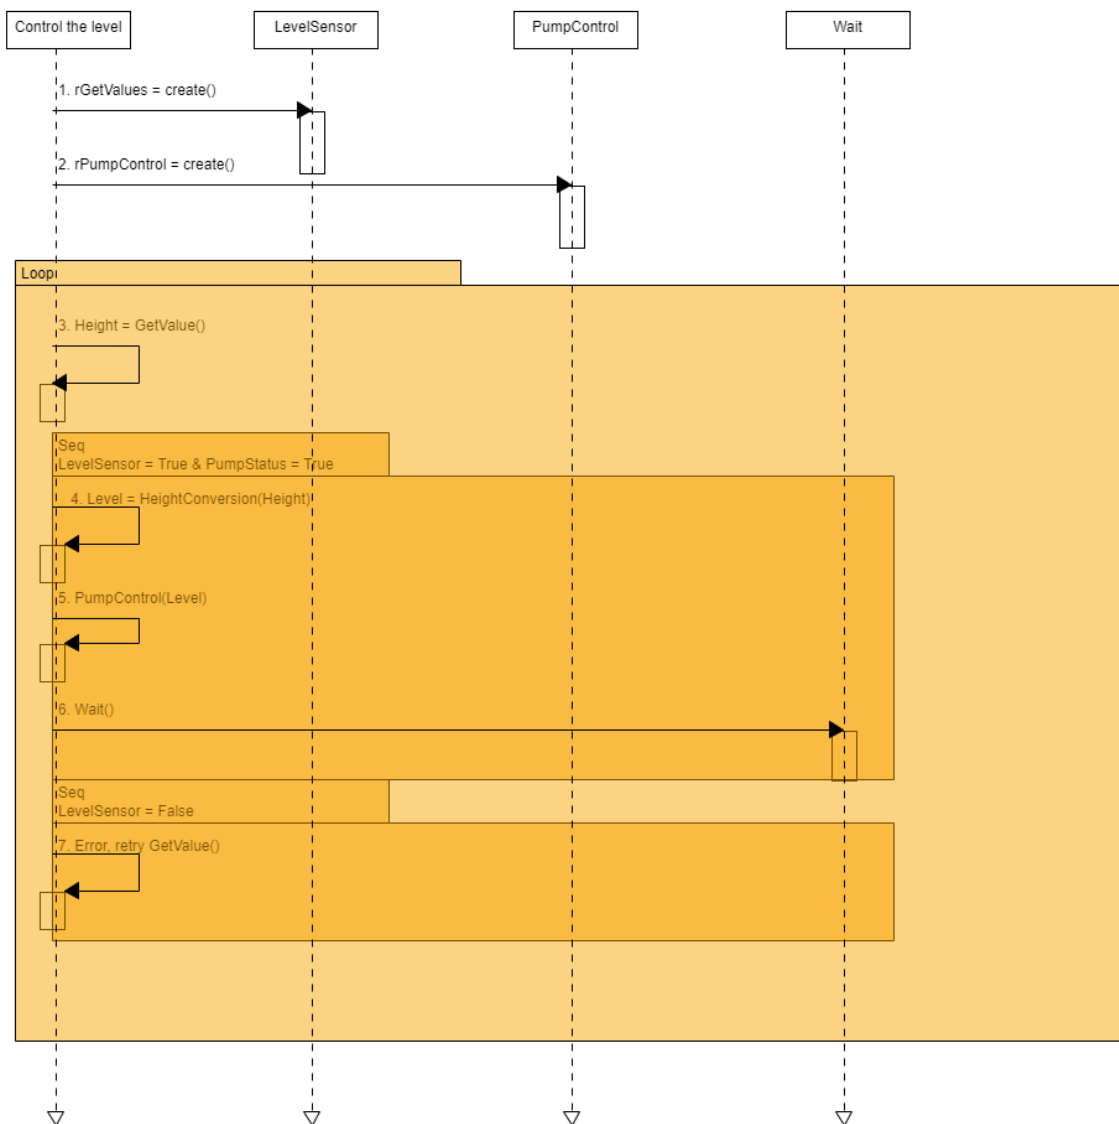 Control the level
LevelSensor
PumpControl
Wait
1. rGetValues = create()
2. rPumpControl = create()
Loop
3. Height = GetValue()
Seq
LevelSensor = True & PumpStatus = True
4. Level = HeightConversion(Height)
5. PumpControl(Level)
6. Wait()
Seq
LevelSensor = False
7. Error, retry GetValue()